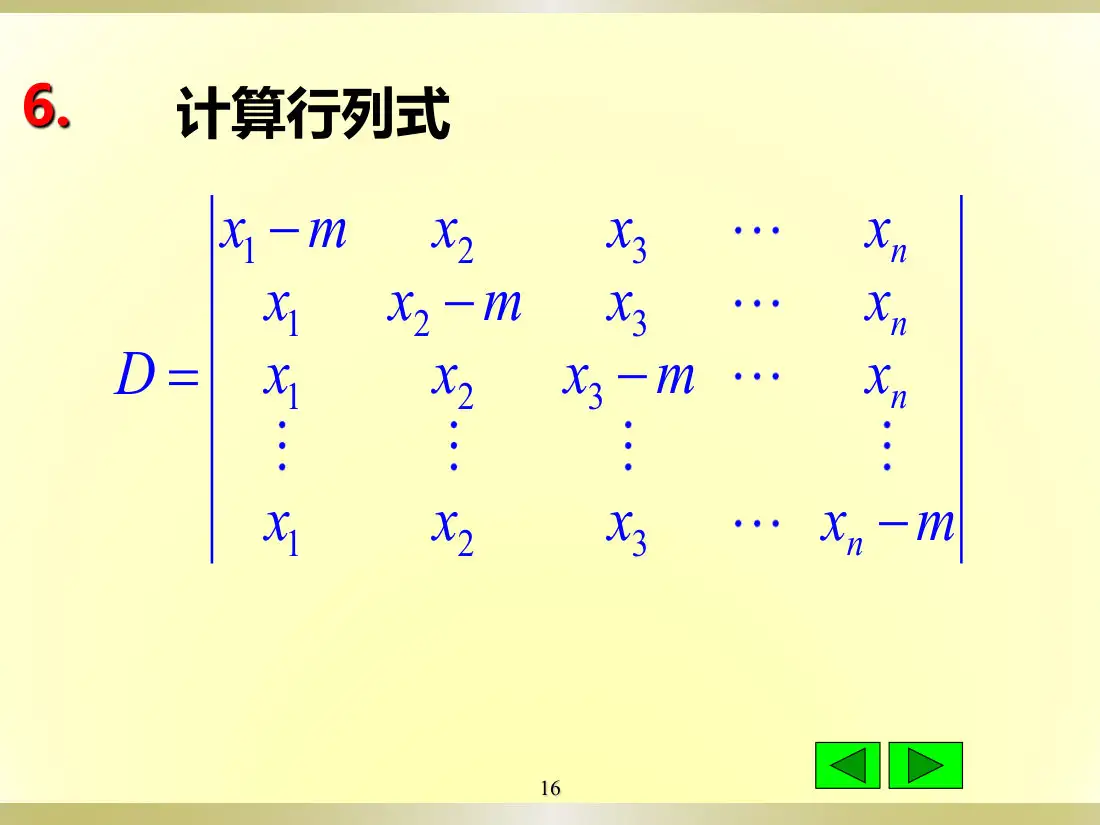 6. 计算行列式
x₁ − m x₂ x₃ ⋯ xₙ
x₁ x₂ − m x₃ ⋯ xₙ
D = x₁ x₂ x₃ − m ⋯ xₙ
⋮ ⋮ ⋮ ⋮
x₁ x₂ x₃ ⋯ xₙ − m
16